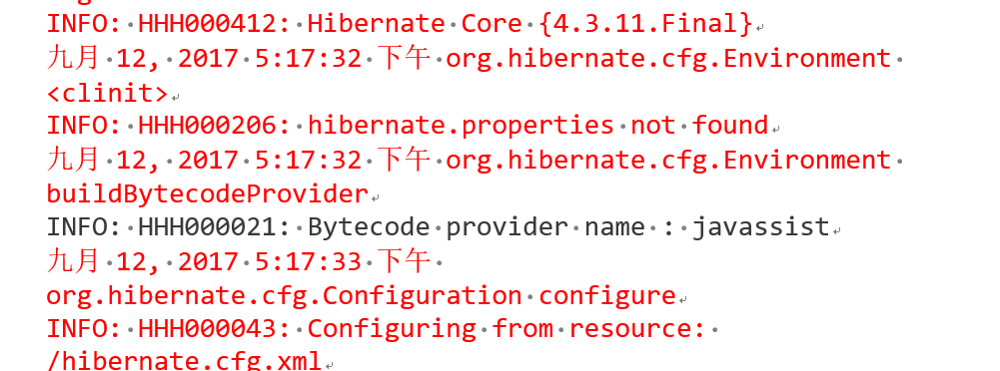 INFO: HHH000412: Hibernate Core {4.3.11.Final}
九月 12, 2017 5:17:32 下午 org.hibernate.cfg.Environment
<clinit>
INFO: HHH000206: hibernate.properties not found
九月 12, 2017 5:17:32 下午 org.hibernate.cfg.Environment
buildBytecodeProvider
INFO: HHH000021: Bytecode provider name : javassist
九月 12, 2017 5:17:33 下午
org.hibernate.cfg.Configuration configure
INFO: HHH000043: Configuring from resource:
/hibernate.cfg.xml